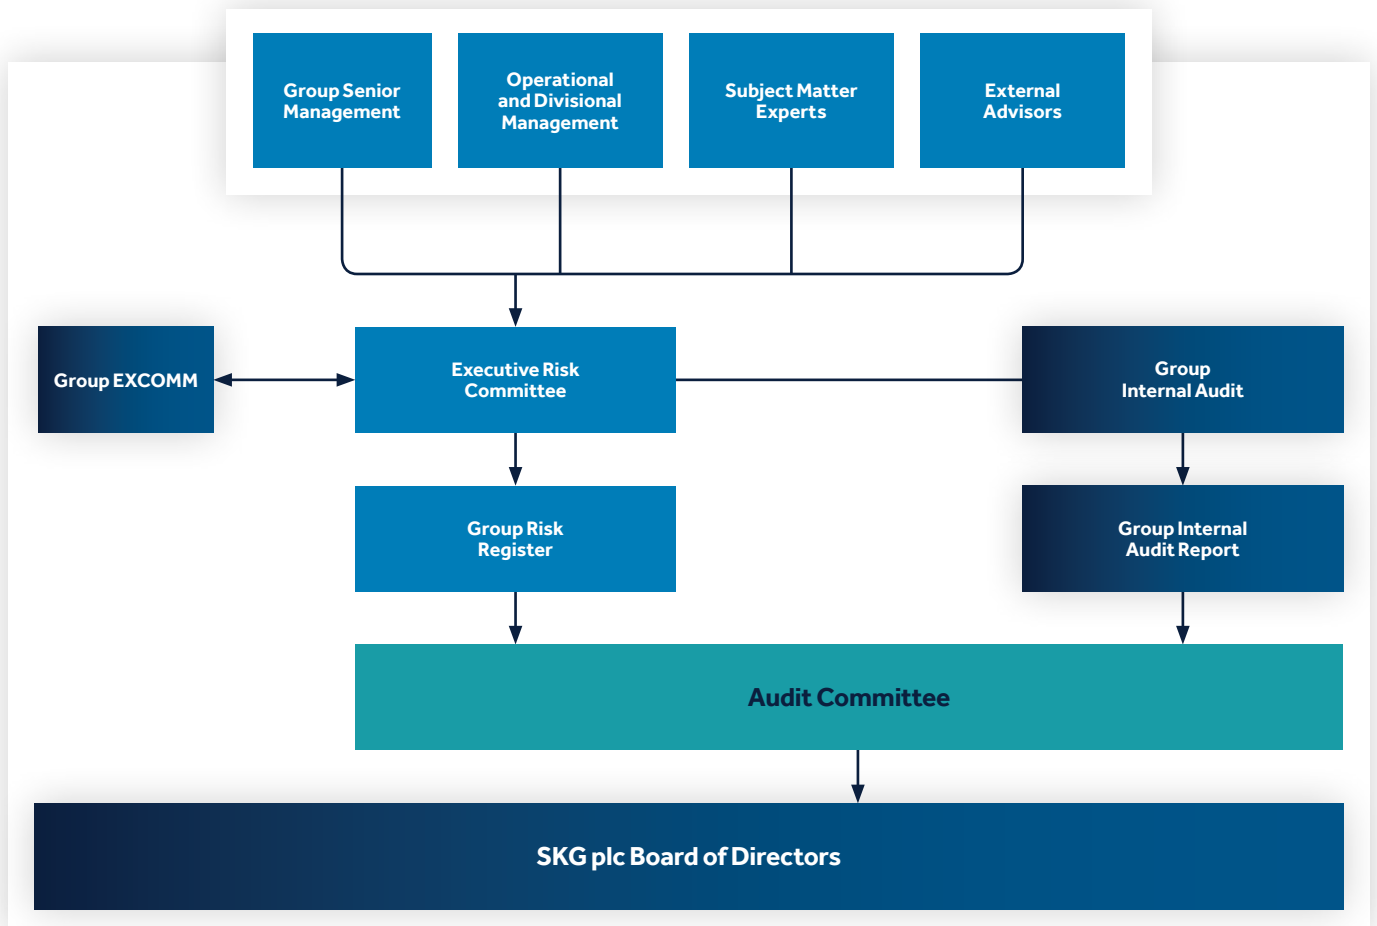 Group Senior
Management
Operational
and Divisional
Management
Subject Matter
Experts
External
Advisors
Group EXCOMM
Executive Risk
Committee
Group
Internal Audit
Group Risk
Register
Group Internal
Audit Report
Audit Committee
SKG plc Board of Directors